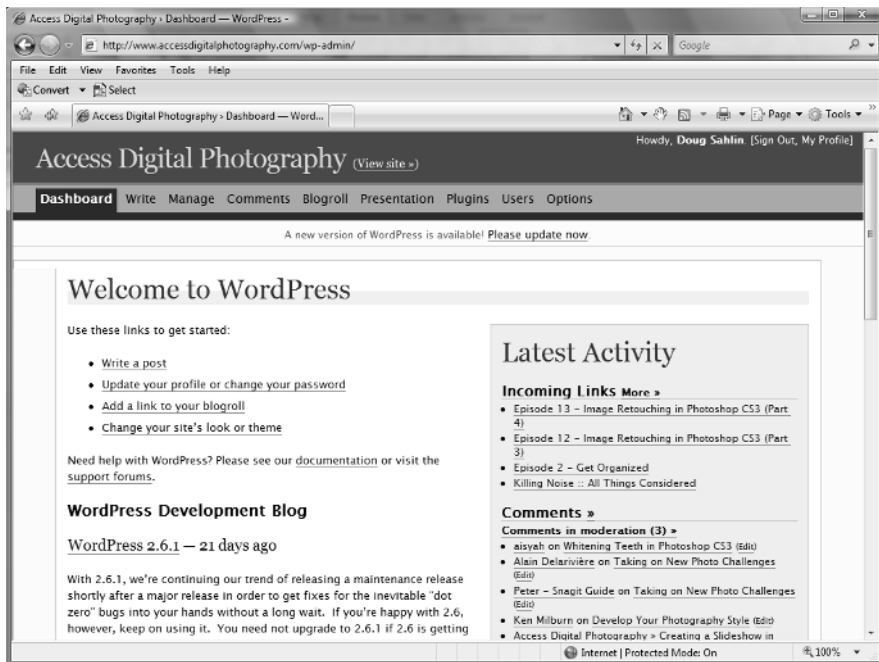 Access Digital Photography › Dashboard — WordPress -
http://www.accessdigitalphotography.com/wp-admin/
Google
File Edit View Favorites Tools Help
Convert Select
Access Digital Photography › Dashboard — Word...
Page Tools
Howdy, Doug Sahlin. [Sign Out, My Profile]
Access Digital Photography (View site »)
Dashboard Write Manage Comments Blogroll Presentation Plugins Users Options
A new version of WordPress is available! Please update now.
Welcome to WordPress
Use these links to get started:
• Write a post
• Update your profile or change your password
• Add a link to your blogroll
• Change your site's look or theme
Need help with WordPress? Please see our documentation or visit the
support forums.
WordPress Development Blog
WordPress 2.6.1 — 21 days ago
With 2.6.1, we're continuing our trend of releasing a maintenance release
shortly after a major release in order to get fixes for the inevitable "dot
zero" bugs into your hands without a long wait. If you're happy with 2.6,
however, keep on using it. You need not upgrade to 2.6.1 if 2.6 is getting
Latest Activity
Incoming Links More »
• Episode 13 – Image Retouching in Photoshop CS3 (Part
4)
• Episode 12 – Image Retouching in Photoshop CS3 (Part
3)
• Episode 2 – Get Organized
• Killing Noise :: All Things Considered
Comments »
Comments in moderation (3) »
• aisyah on Whitening Teeth in Photoshop CS3 (Edit)
• Alain Delarivière on Taking on New Photo Challenges
(Edit)
• Peter – Snagit Guide on Taking on New Photo Challenges
(Edit)
• Ken Milburn on Develop Your Photography Style (Edit)
• Access Digital Photography » Creating a Slideshow in
Internet | Protected Mode: On
100%